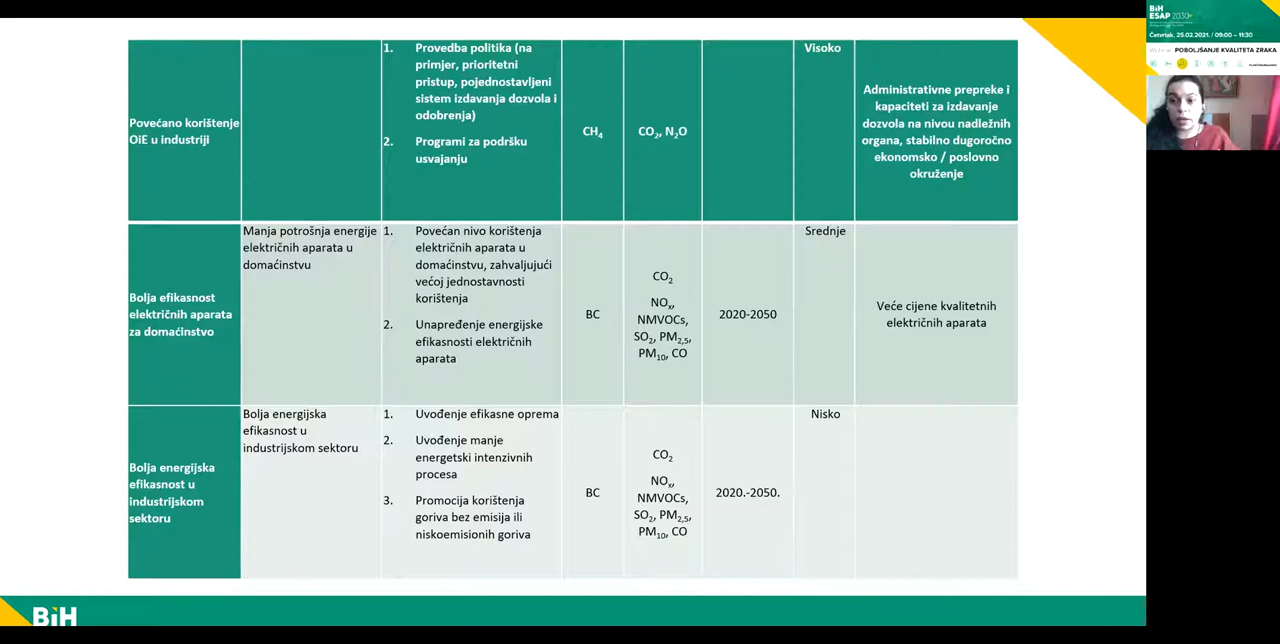 Povećano korištenje
OiE u industriji
1. Provedba politika (na
primjer, prioritetni
pristup, pojednostavljeni
sistem izdavanja dozvola i
odobrenja)
2. Programi za podršku
usvajanju
CH4
CO2, N2O
Visoko
Administrativne prepreke i
kapaciteti za izdavanje
dozvola na nivou nadležnih
organa, stabilno dugoročno
ekonomsko / poslovno
okruženje
Bolja efikasnost
električnih aparata
za domaćinstvo
Manja potrošnja energije
električnih aparata u
domaćinstvu
1. Povećan nivo korištenja
električnih aparata u
domaćinstvu, zahvaljujući
većoj jednostavnosti
korištenja
2. Unapređenje energijske
efikasnosti električnih
aparata
BC
CO2
NOx,
NMVOCs,
SO2, PM2,5,
PM10, CO
2020-2050
Srednje
Veće cijene kvalitetnih
električnih aparata
Bolja energijska
efikasnost u
industrijskom
sektoru
Bolja energijska
efikasnost u
industrijskom sektoru
1. Uvođenje efikasne oprema
2. Uvođenje manje
energetski intenzivnih
procesa
3. Promocija korištenja
goriva bez emisija ili
niskoemisionih goriva
BC
CO2
NOx,
NMVOCs,
SO2, PM2,5,
PM10, CO
2020.-2050.
Nisko
BiH
BiH
ESAP 2030+
Četvrtak, 25.02.2021. / 09:00 – 11:30
Webinar: POBOLJŠANJE KVALITETA ZRAKA